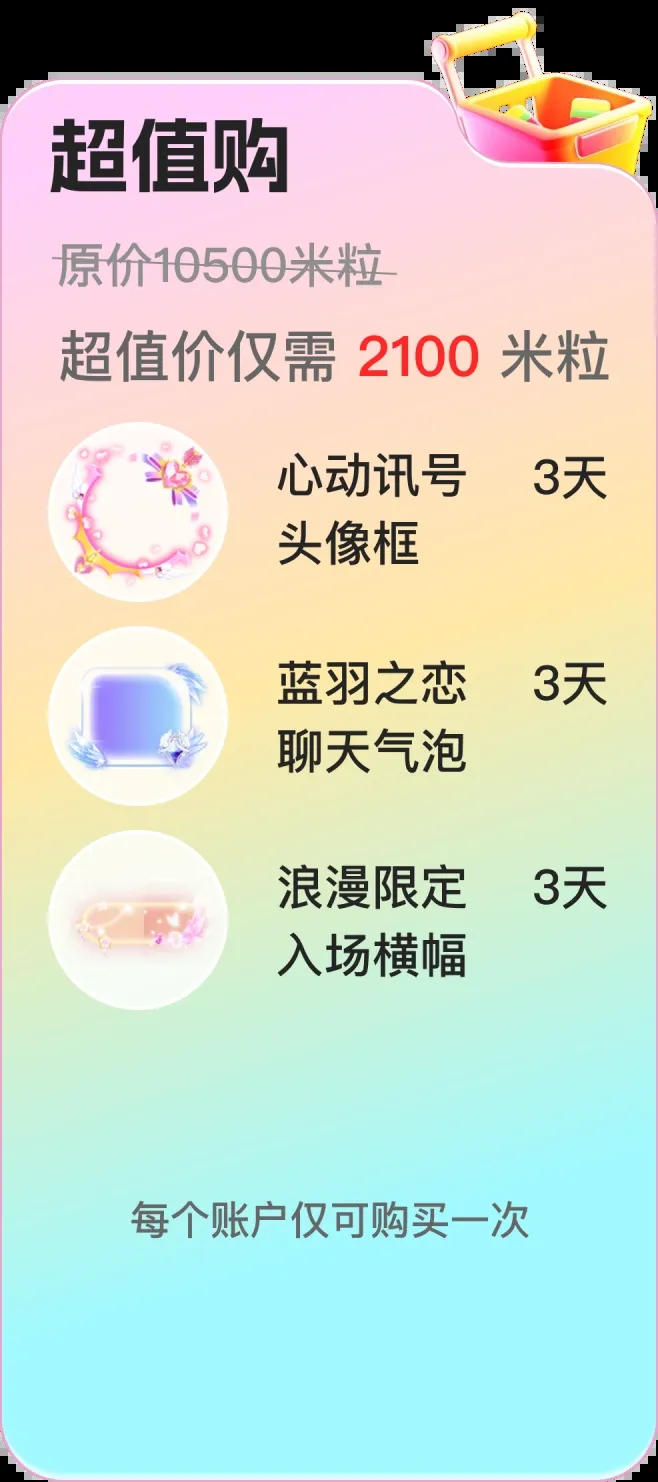 超值购
原价10500米粒
超值价仅需 2100 米粒
心动讯号 3天
头像框
蓝羽之恋 3天
聊天气泡
浪漫限定 3天
入场横幅
每个账户仅可购买一次